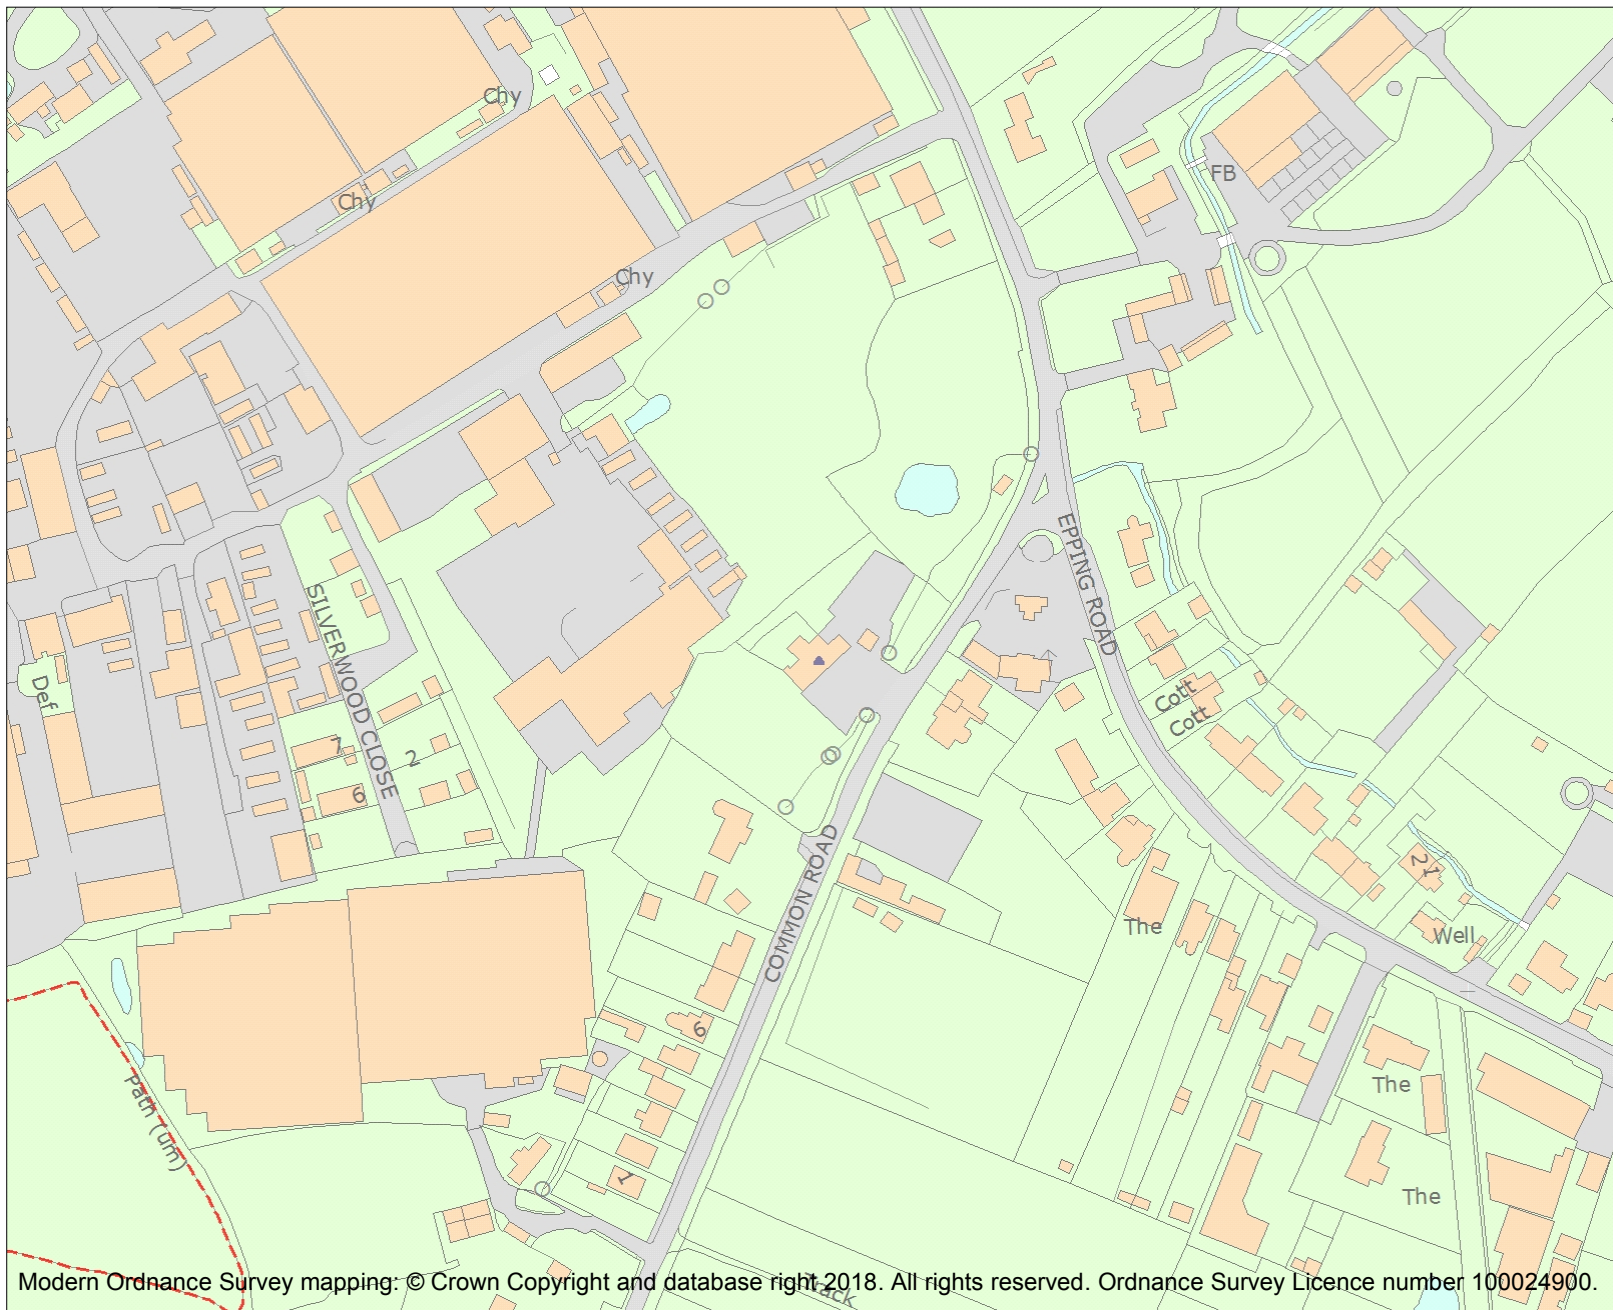 Chy
FB
Chy
Chy
EPPING ROAD
SILVERWOOD CLOSE
Def
Cott
Cott
7
2
6
COMMON ROAD
21
The
Well
6
Path (um)
The
1
The
Track
Modern Ordnance Survey mapping: © Crown Copyright and database right 2018. All rights reserved. Ordnance Survey Licence number 100024900.